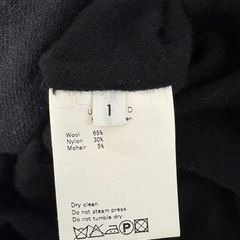 1
Wool 65%
Nylon 30%
Mohair 5%
Dry clean
Do not steam press
Do not tumble dry